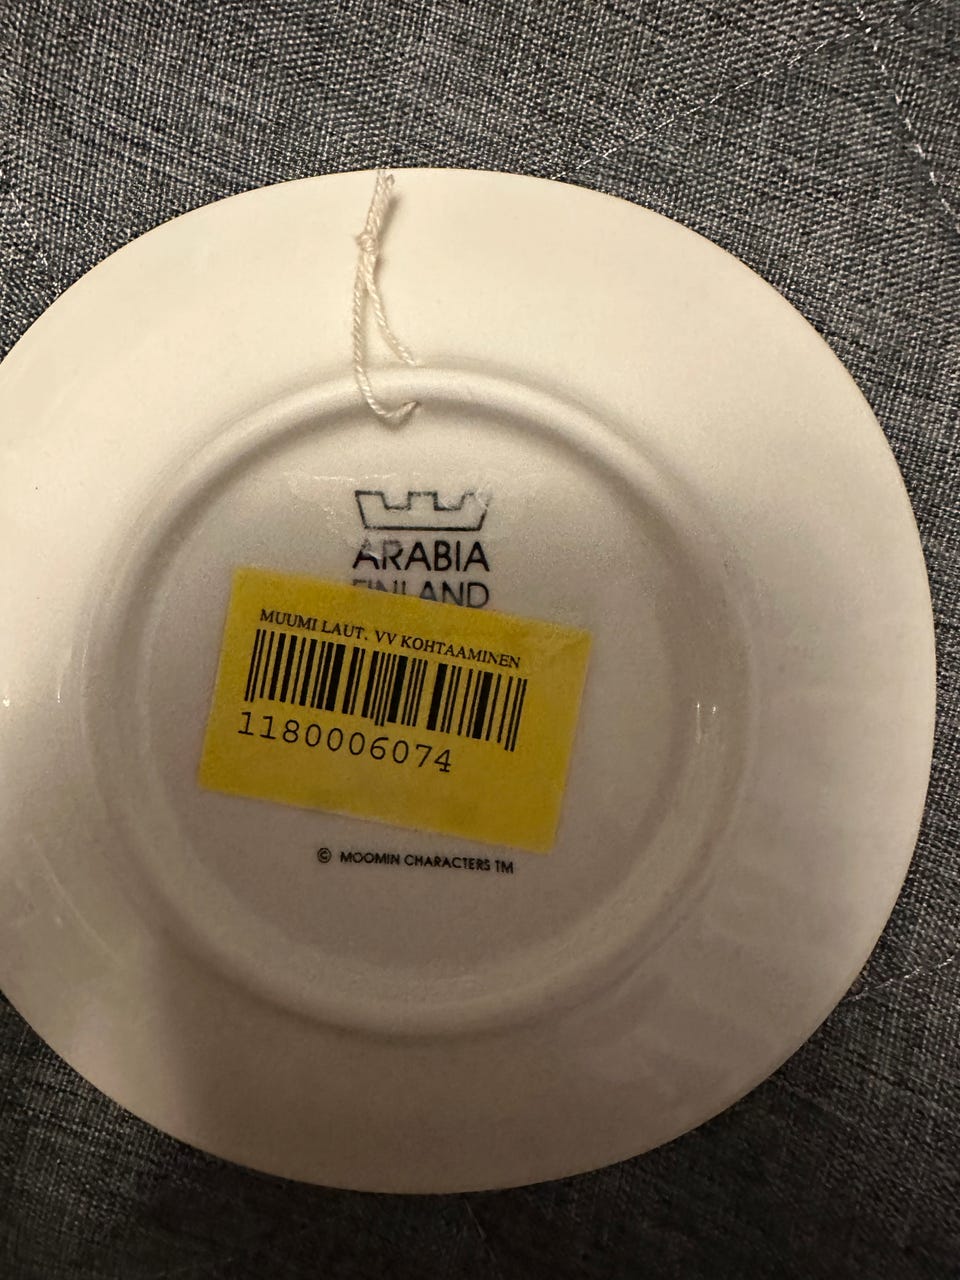 ARABIA
FINLAND
MUUMI LAUT. VV KOHTAAMINEN
1180006074
© MOOMIN CHARACTERS TM